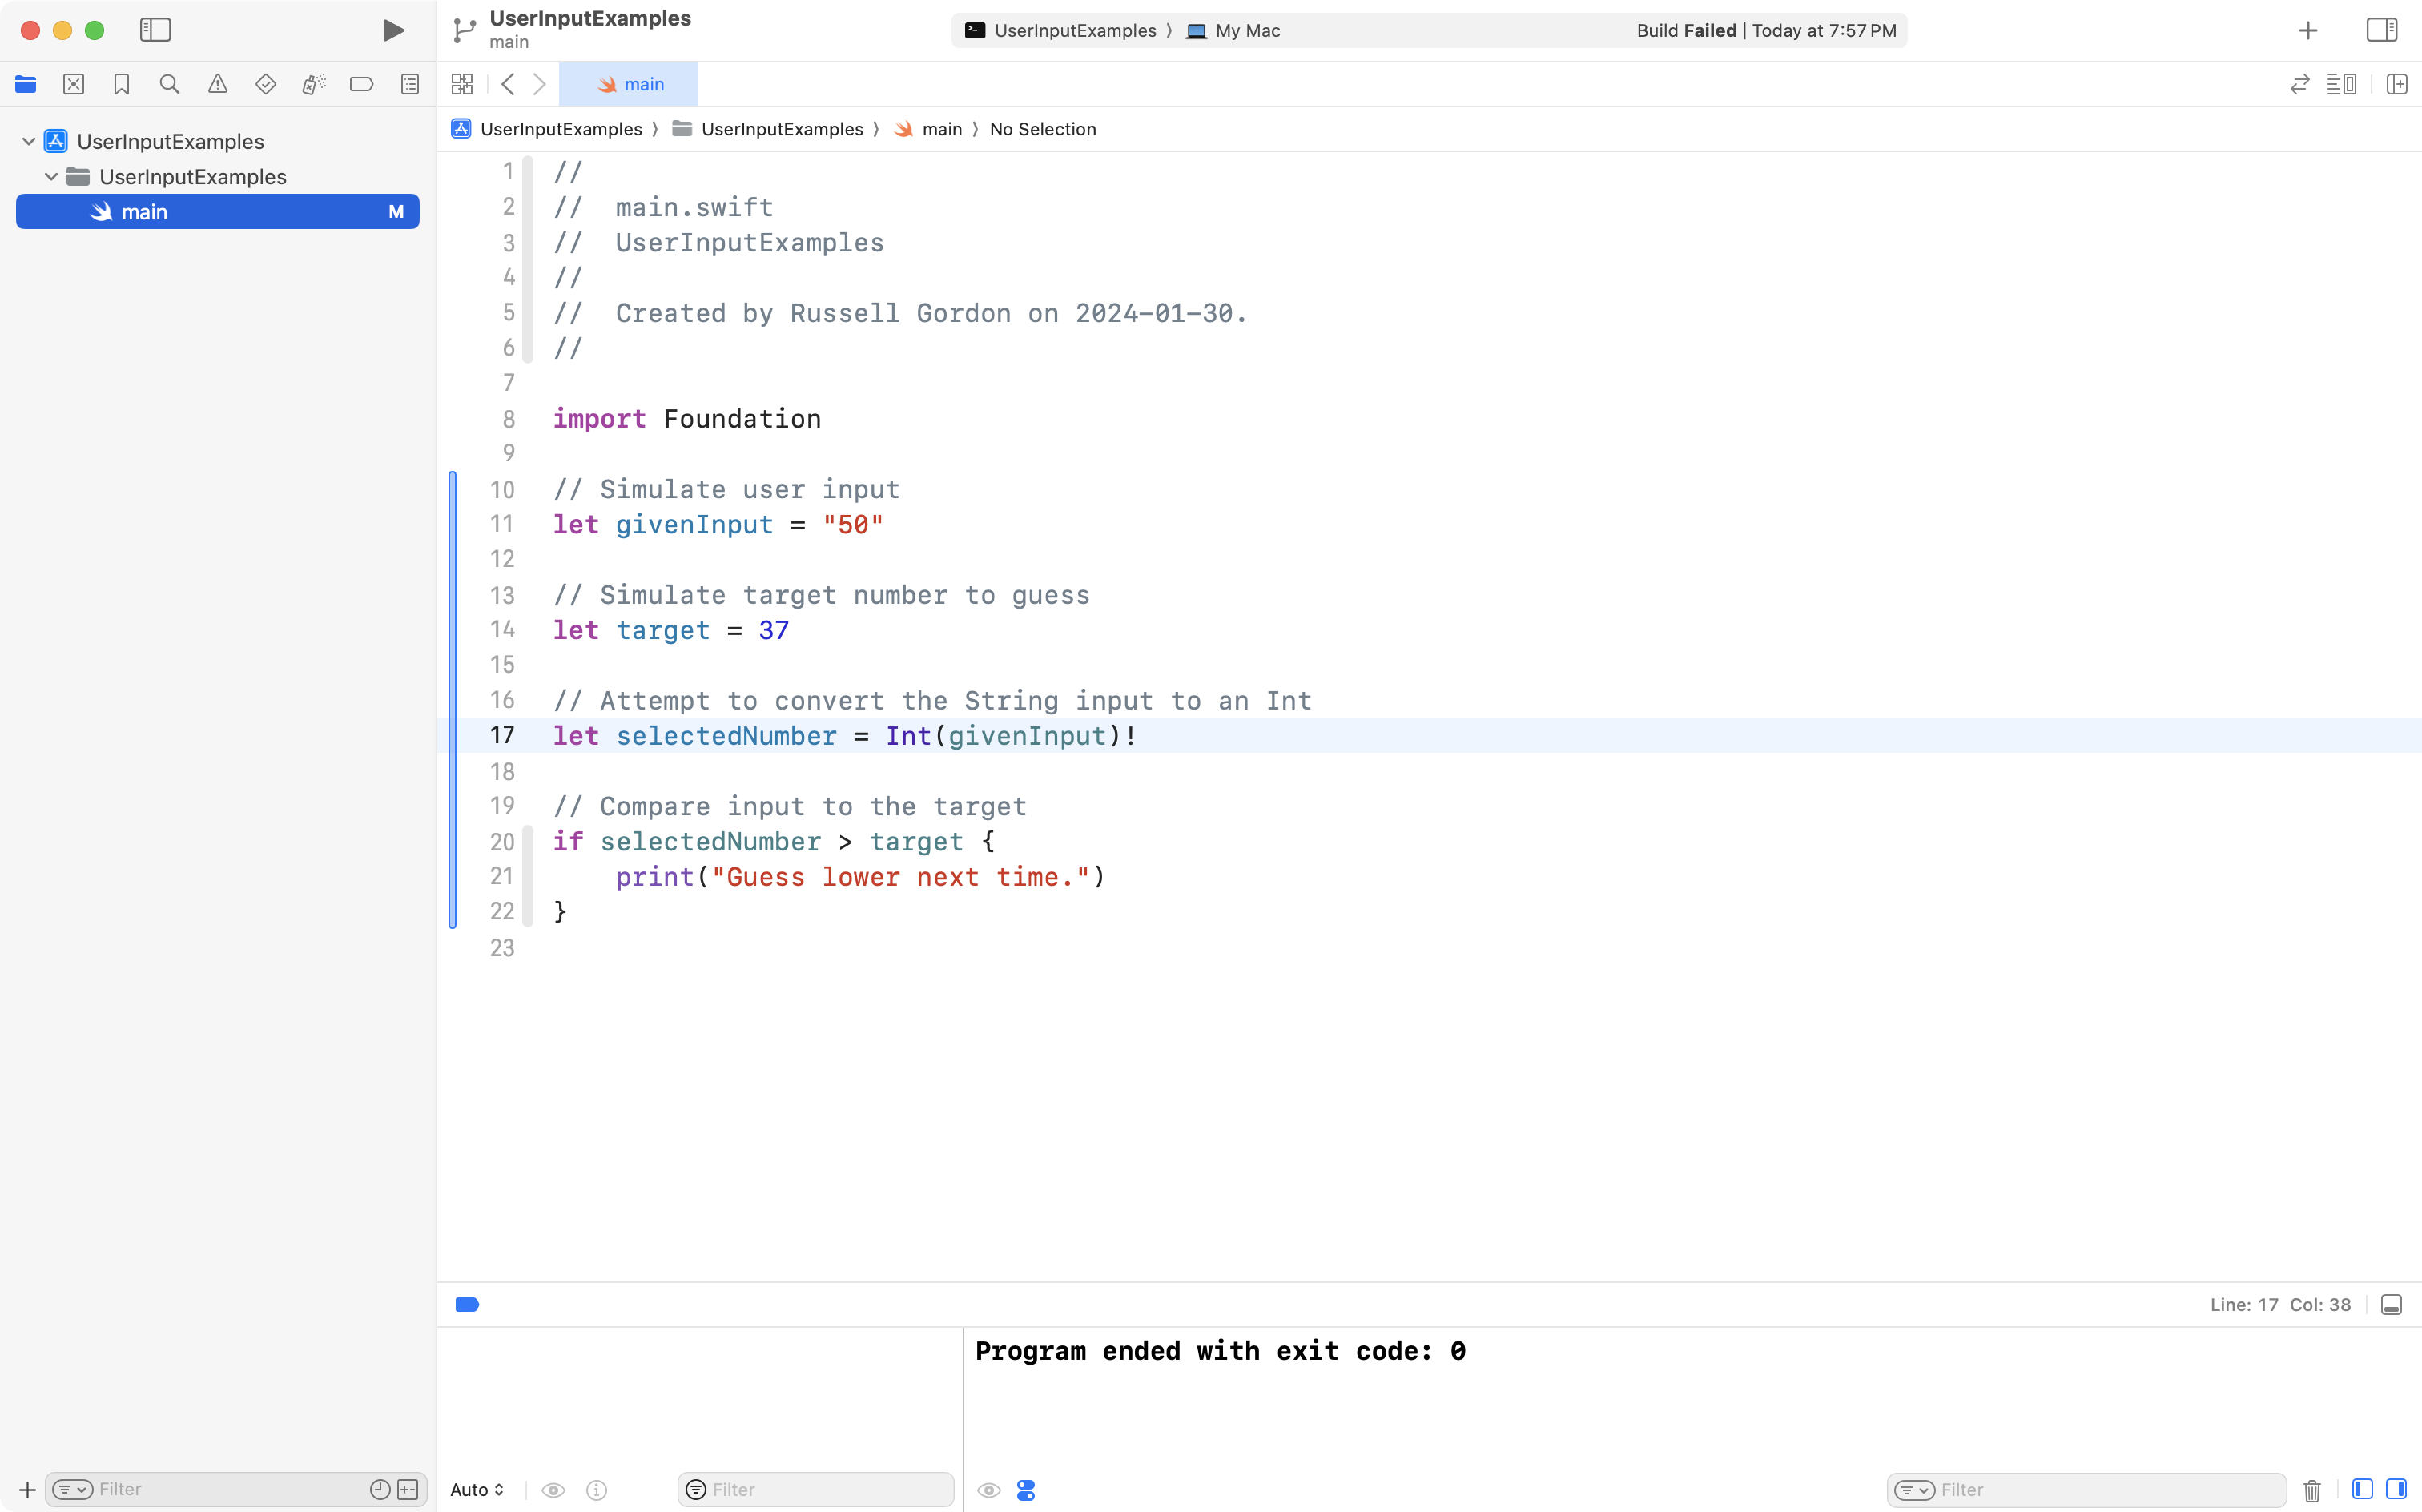 UserInputExamples
main
UserInputExamples 〉 My Mac
Build Failed | Today at 7:57 PM
main
UserInputExamples 〉 UserInputExamples 〉 main 〉 No Selection
UserInputExamples
UserInputExamples
main M
1 //
2 //  main.swift
3 //  UserInputExamples
4 //
5 //  Created by Russell Gordon on 2024-01-30.
6 //
7
8 import Foundation
9
10 // Simulate user input
11 let givenInput = "50"
12
13 // Simulate target number to guess
14 let target = 37
15
16 // Attempt to convert the String input to an Int
17 let selectedNumber = Int(givenInput)!
18
19 // Compare input to the target
20 if selectedNumber > target {
21     print("Guess lower next time.")
22 }
23
Line: 17 Col: 38
Program ended with exit code: 0
Filter
Auto
Filter
Filter